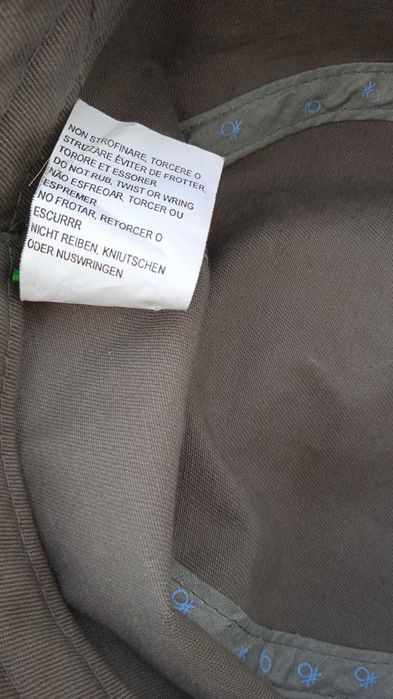 NON STROFINARE, TORCERE O
STRIZZARE ÉVITER DE FROTTER,
TORDRE ET ESSORER
DO NOT RUB, TWIST OR WRING
NÃO ESFREGAR, TORCER OU
ESPREMER
NO FROTAR, RETORCER O
ESCURRR
NICHT REIBEN, KNIUTSCHEN
ODER NUSWRINGEN